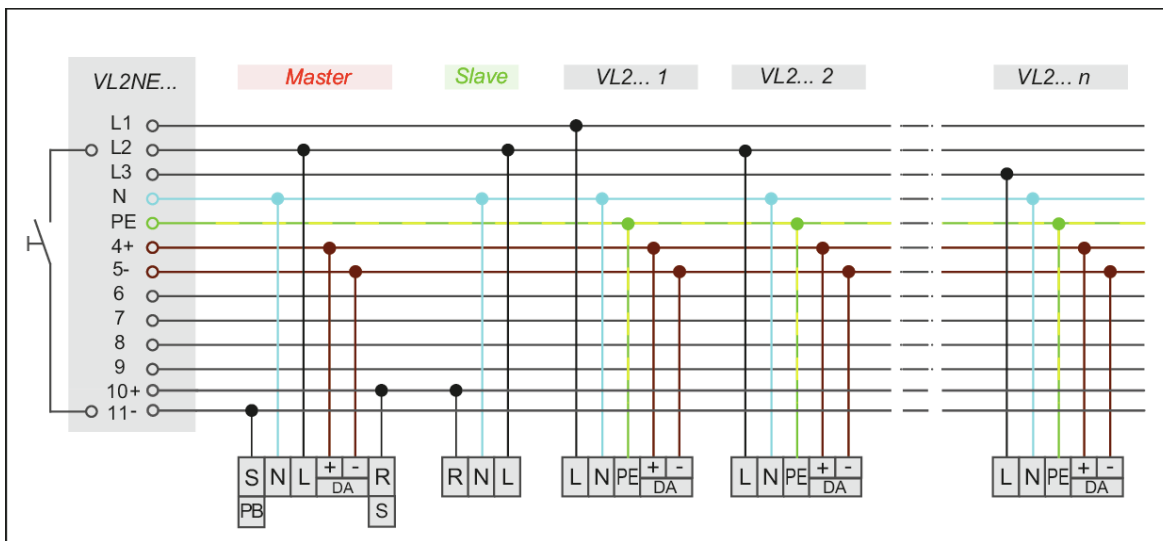 VL2NE... Master Slave VL2... 1 VL2... 2 VL2... n
L1
L2
L3
N
PE
4+
5-
6
7
8
9
10+
11-
S N L + - R R N L L N PE + - L N PE + - L N PE + -
DA DA DA DA
PB S